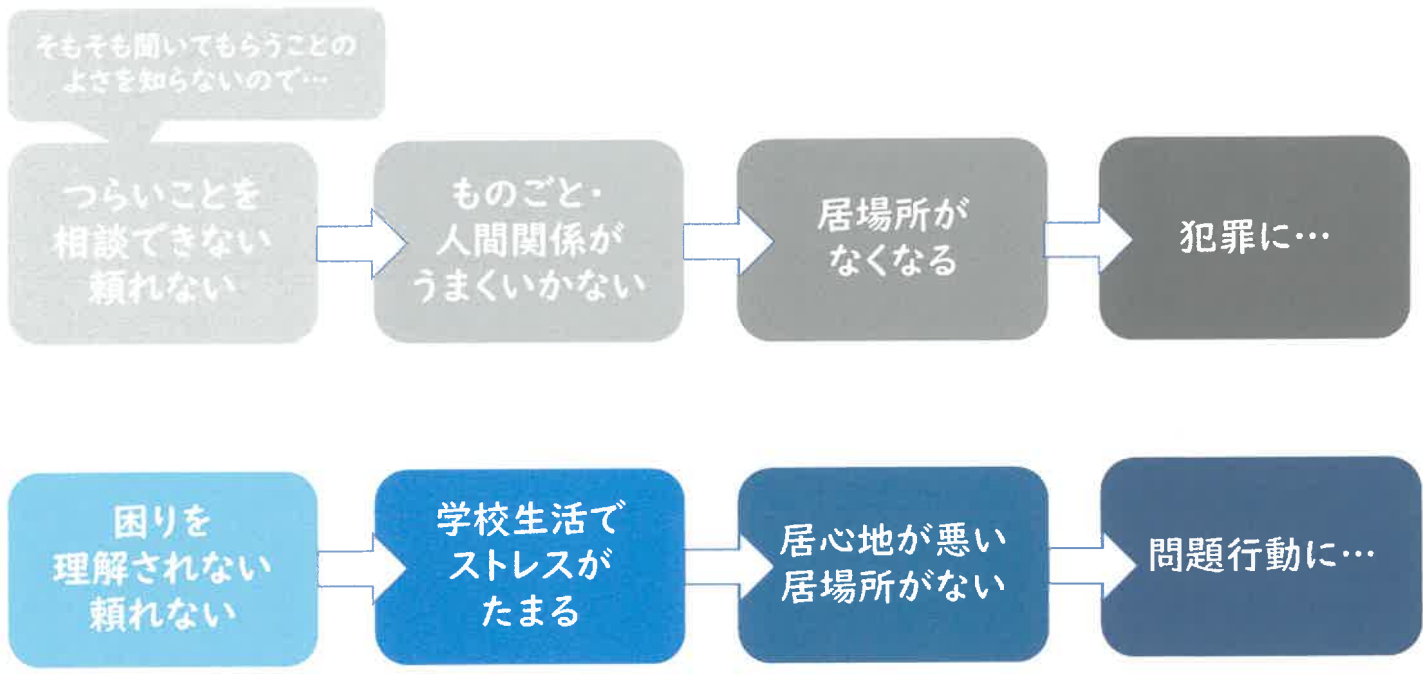 そもそも聞いてもらうことの
よさを知らないので…
つらいことを
相談できない
頼れない
ものごと・
人間関係が
うまくいかない
居場所が
なくなる
犯罪に…
困りを
理解されない
頼れない
学校生活で
ストレスが
たまる
居心地が悪い
居場所がない
問題行動に…